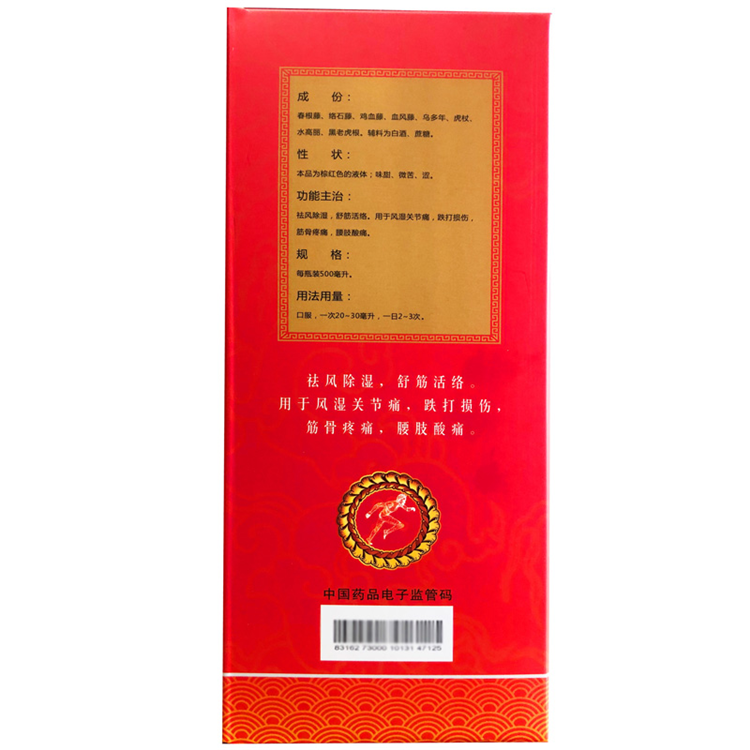 成 份：
春根藤、络石藤、鸡血藤、血风藤、乌多年、虎杖、
水高丽、黑老虎根。辅料为白酒、蔗糖。
性 状：
本品为棕红色的液体；味甜、微苦、涩。
功能主治：
祛风除湿，舒筋活络。用于风湿关节痛，跌打损伤，
筋骨疼痛，腰肢酸痛。
规 格：
每瓶装500毫升。
用法用量：
口服，一次20-30毫升，一日2-3次。
祛风除湿，舒筋活络。
用于风湿关节痛，跌打损伤，
筋骨疼痛，腰肢酸痛。
中国药品电子监管码
83162 73000 10131 47125